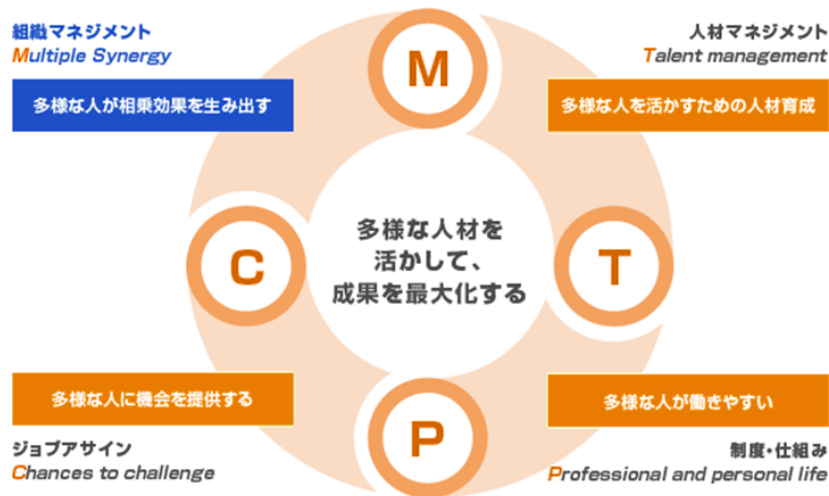 組織マネジメント
Multiple Synergy
多様な人が相乗効果を生み出す
M
人材マネジメント
Talent management
多様な人を活かすための人材育成
C
多様な人材を
活かして、
成果を最大化する
T
多様な人に機会を提供する
ジョブアサイン
Chances to challenge
P
多様な人が働きやすい
制度・仕組み
Professional and personal life